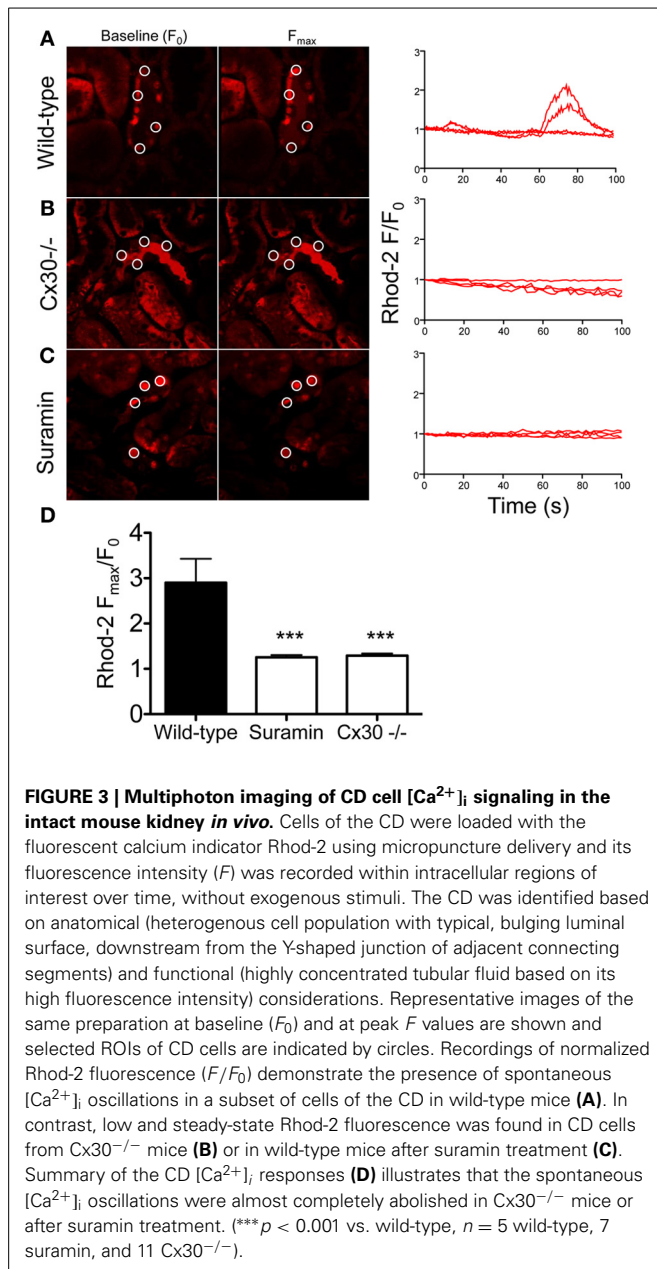 A
Baseline (F₀)
Fmax
Wild-type
3
2
1
0
0 20 40 60 80 100
B
Cx30-/-
Rhod-2 F/F₀
3
2
1
0
0 20 40 60 80 100
C
Suramin
3
2
1
0
0 20 40 60 80 100
Time (s)
D
Rhod-2 Fmax/F₀
4
3
2
1
0
***
***
Wild-type Suramin Cx30 -/-
FIGURE 3 | Multiphoton imaging of CD cell [Ca²⁺]ᵢ signaling in the
intact mouse kidney in vivo. Cells of the CD were loaded with the
fluorescent calcium indicator Rhod-2 using micropuncture delivery and its
fluorescence intensity (F) was recorded within intracellular regions of
interest over time, without exogenous stimuli. The CD was identified based
on anatomical (heterogenous cell population with typical, bulging luminal
surface, downstream from the Y-shaped junction of adjacent connecting
segments) and functional (highly concentrated tubular fluid based on its
high fluorescence intensity) considerations. Representative images of the
same preparation at baseline (F₀) and at peak F values are shown and
selected ROIs of CD cells are indicated by circles. Recordings of normalized
Rhod-2 fluorescence (F/F₀) demonstrate the presence of spontaneous
[Ca²⁺]ᵢ oscillations in a subset of cells of the CD in wild-type mice (A). In
contrast, low and steady-state Rhod-2 fluorescence was found in CD cells
from Cx30⁻/⁻ mice (B) or in wild-type mice after suramin treatment (C).
Summary of the CD [Ca²⁺]ᵢ responses (D) illustrates that the spontaneous
[Ca²⁺]ᵢ oscillations were almost completely abolished in Cx30⁻/⁻ mice or
after suramin treatment. (***p < 0.001 vs. wild-type, n = 5 wild-type, 7
suramin, and 11 Cx30⁻/⁻).